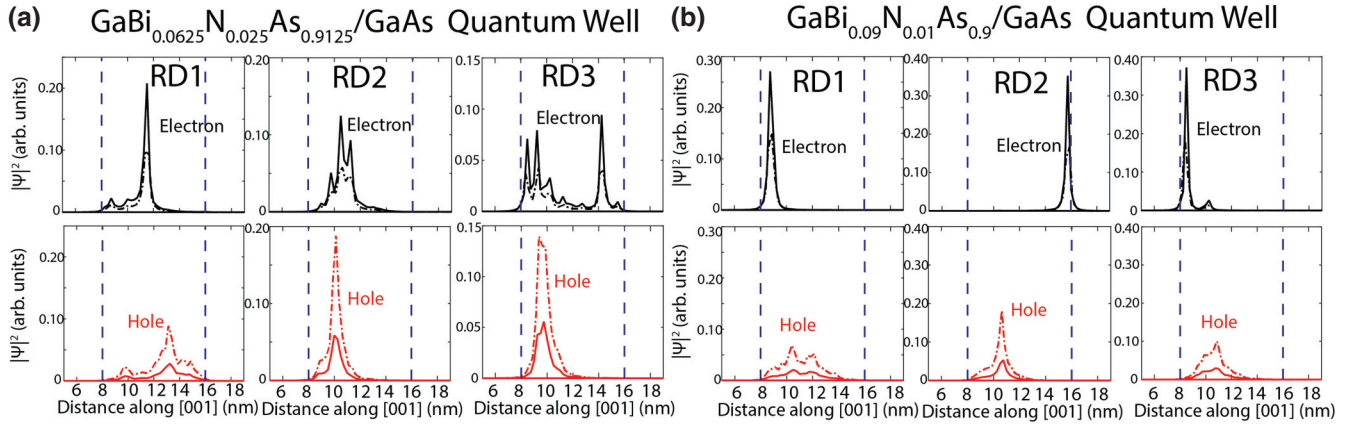 (a) GaBi0.0625N0.025As0.9125/GaAs Quantum Well
|Ψ|² (arb. units)
0.20
0.10
0
RD1
Electron
0.20
0.10
0
RD2
Electron
0.15
0.10
0.05
0
RD3
Electron
|Ψ|² (arb. units)
0.20
0.10
0
Hole
0.20
0.10
0
Hole
0.15
0.10
0.05
0
Hole
6 8 10 12 14 16 18
6 8 10 12 14 16 18
6 8 10 12 14 16 18
Distance along [001] (nm)
Distance along [001] (nm)
Distance along [001] (nm)
(b) GaBi0.09N0.01As0.9/GaAs Quantum Well
|Ψ|² (arb. units)
0.30
0.20
0.10
0
RD1
Electron
0.40
0.30
0.20
0.10
0
RD2
Electron
0.40
0.30
0.20
0.10
0
RD3
Electron
|Ψ|² (arb. units)
0.30
0.20
0.10
0
Hole
0.40
0.30
0.20
0.10
0
Hole
0.40
0.30
0.20
0.10
0
Hole
6 8 10 12 14 16 18
6 8 10 12 14 16 18
6 8 10 12 14 16 18
Distance along [001] (nm)
Distance along [001] (nm)
Distance along [001] (nm)